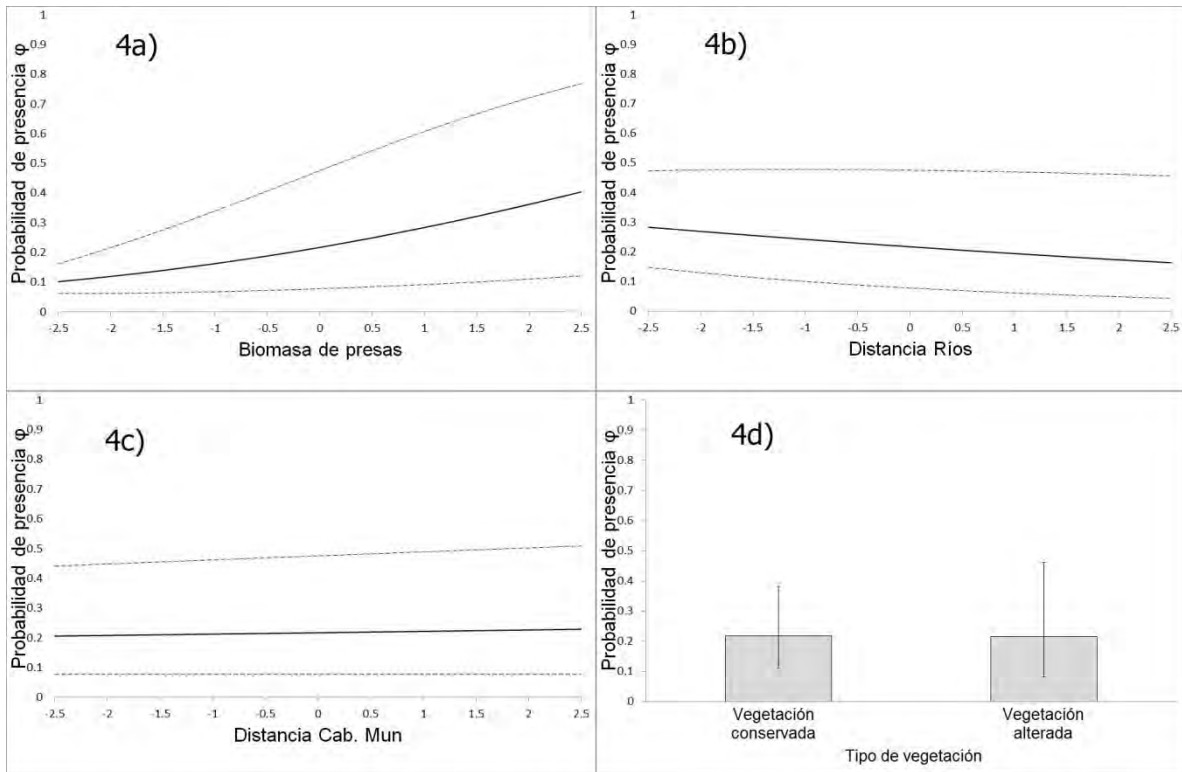 4a)
Probabilidad de presencia φ
1
0.9
0.8
0.7
0.6
0.5
0.4
0.3
0.2
0.1
0
-2.5 -2 -1.5 -1 -0.5 0 0.5 1 1.5 2 2.5
Biomasa de presas
4b)
Probabilidad de presencia φ
1
0.9
0.8
0.7
0.6
0.5
0.4
0.3
0.2
0.1
0
-2.5 -2 -1.5 -1 -0.5 0 0.5 1 1.5 2 2.5
Distancia Ríos
4c)
Probabilidad de presencia φ
1
0.9
0.8
0.7
0.6
0.5
0.4
0.3
0.2
0.1
0
-2.5 -2 -1.5 -1 -0.5 0 0.5 1 1.5 2 2.5
Distancia Cab. Mun
4d)
Probabilidad de presencia φ
1
0.9
0.8
0.7
0.6
0.5
0.4
0.3
0.2
0.1
0
Vegetación Vegetación
conservada alterada
Tipo de vegetación